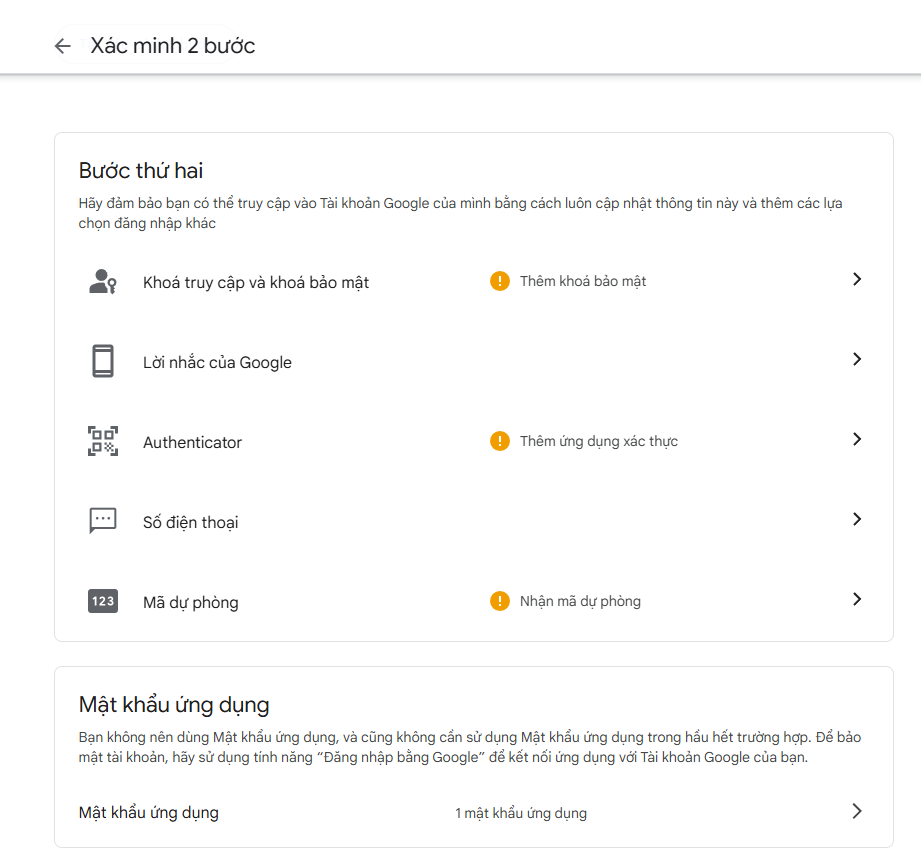 Xác minh 2 bước
Bước thứ hai
Hãy đảm bảo bạn có thể truy cập vào Tài khoản Google của mình bằng cách luôn cập nhật thông tin này và thêm các lựa
chọn đăng nhập khác
Khoá truy cập và khoá bảo mật
Thêm khoá bảo mật
Lời nhắc của Google
Authenticator
Thêm ứng dụng xác thực
Số điện thoại
123
Mã dự phòng
Nhận mã dự phòng
Mật khẩu ứng dụng
Bạn không nên dùng Mật khẩu ứng dụng, và cũng không cần sử dụng Mật khẩu ứng dụng trong hầu hết trường hợp. Để bảo
mật tài khoản, hãy sử dụng tính năng “Đăng nhập bằng Google” để kết nối ứng dụng với Tài khoản Google của bạn.
Mật khẩu ứng dụng
1 mật khẩu ứng dụng